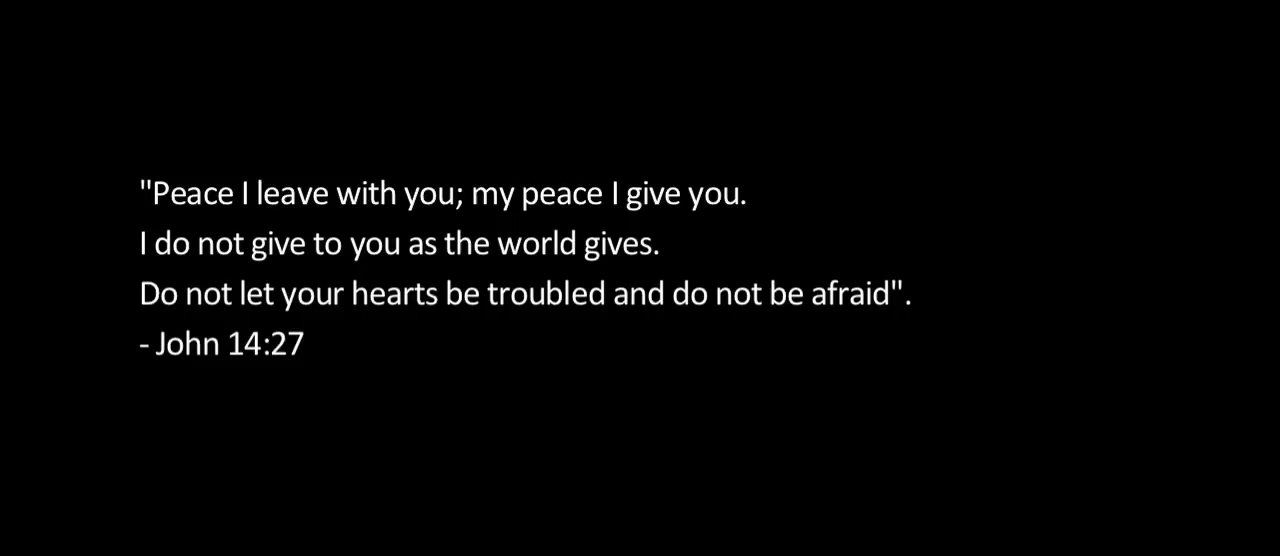 "Peace I leave with you; my peace I give you.
I do not give to you as the world gives.
Do not let your hearts be troubled and do not be afraid".
- John 14:27